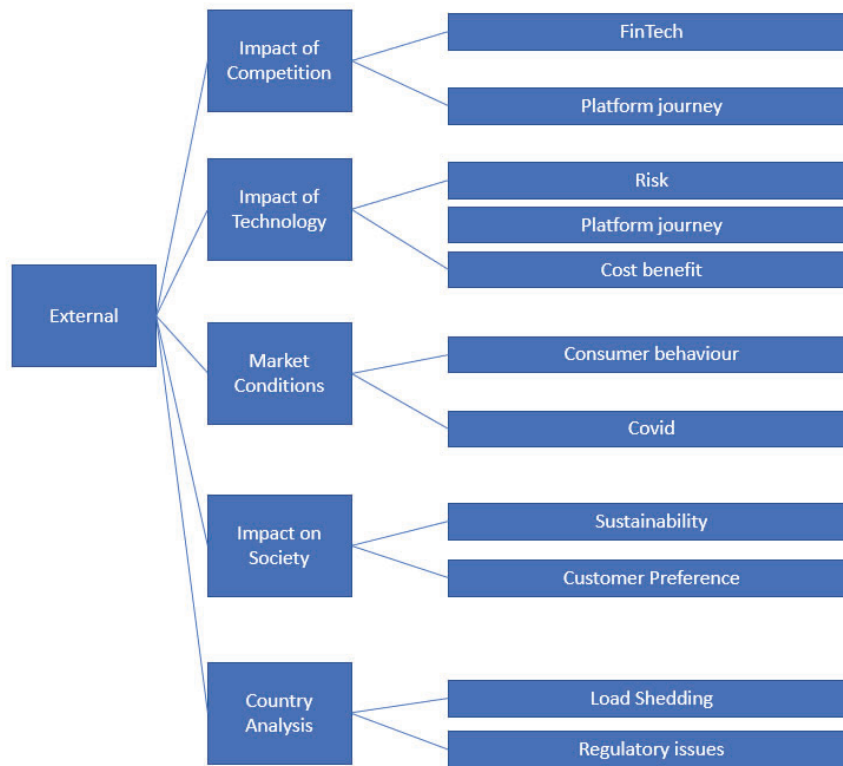 Impact of
Competition
FinTech
Platform journey
Impact of
Technology
Risk
Platform journey
Cost benefit
External
Market
Conditions
Consumer behaviour
Covid
Impact on
Society
Sustainability
Customer Preference
Country
Analysis
Load Shedding
Regulatory issues